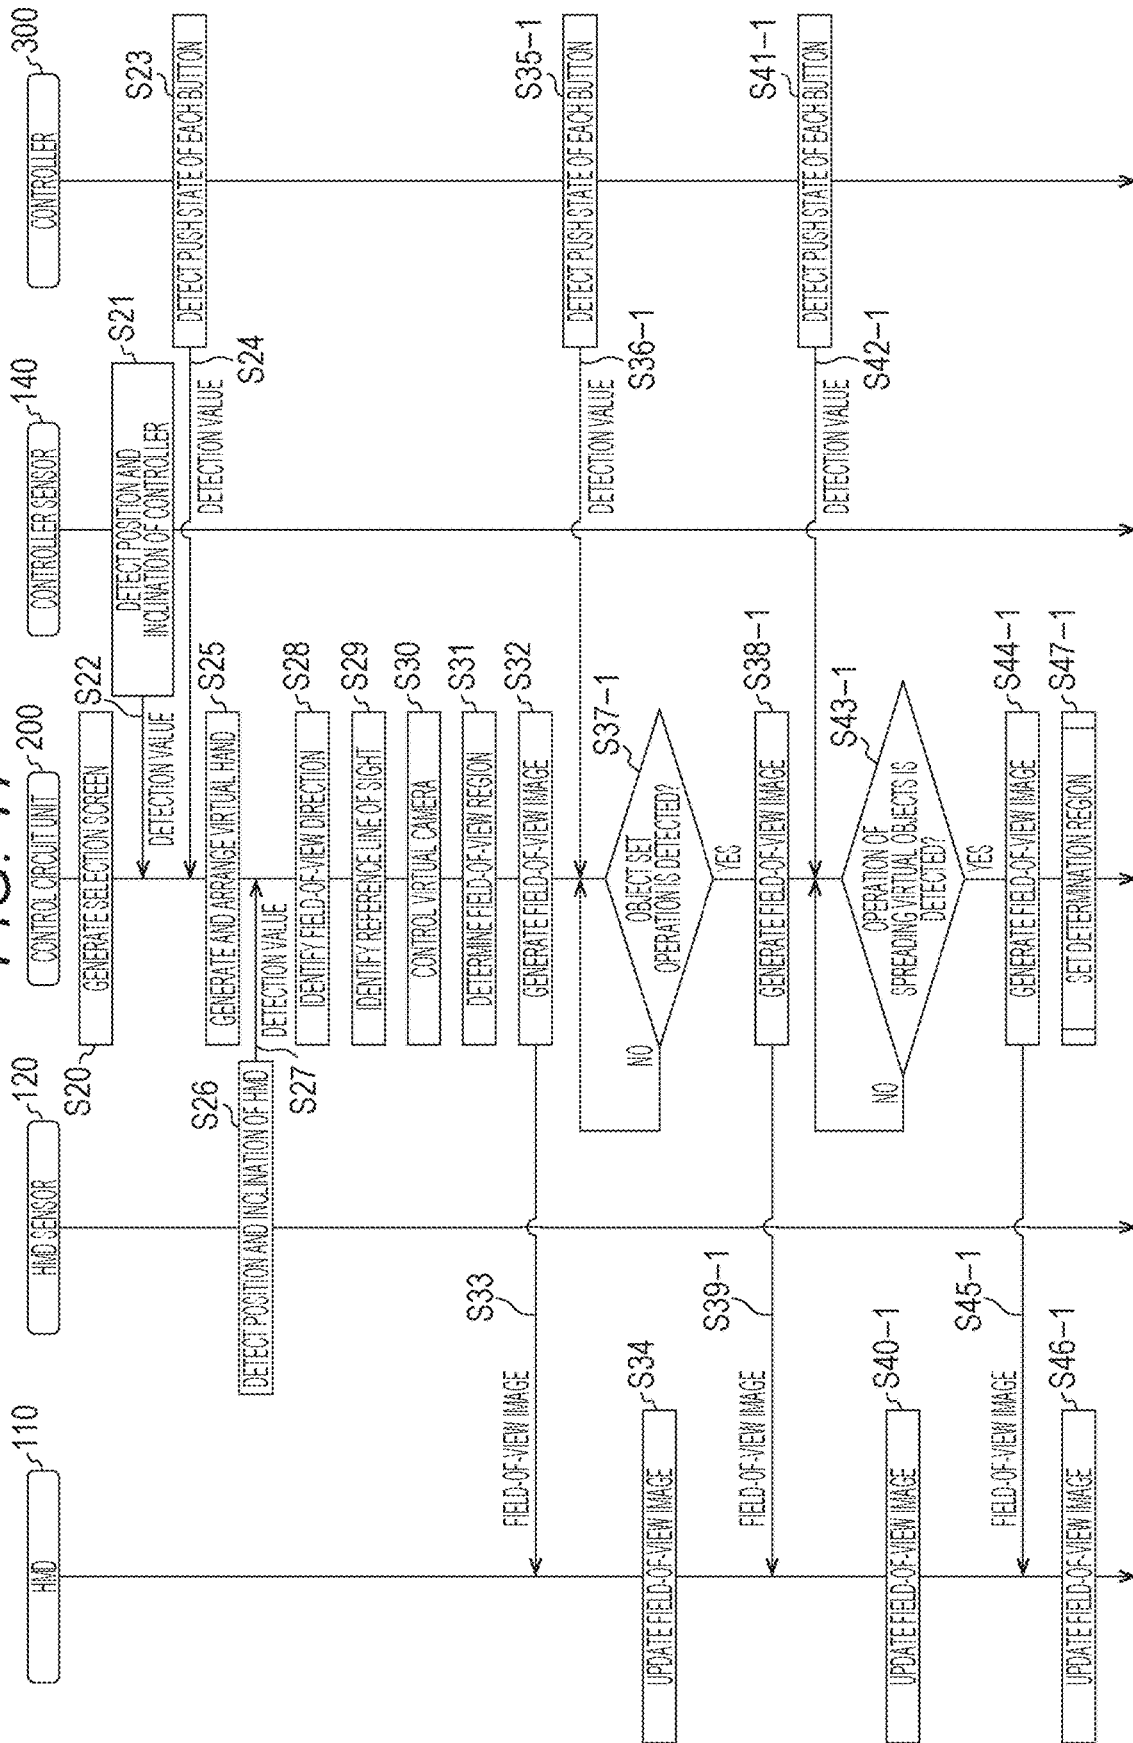 HMD
110
HMD SENSOR
120
CONTROL CIRCUIT UNIT
200
CONTROLLER SENSOR
140
CONTROLLER
300
S20
GENERATE SELECTION SCREEN
S21
DETECT POSITION AND
INCLINATION OF CONTROLLER
S22
DETECTION VALUE
S23
DETECT PUSH STATE OF EACH BUTTON
S24
DETECTION VALUE
S25
GENERATE AND ARRANGE VIRTUAL HAND
S26
DETECT POSITION AND INCLINATION OF HMD
S27
DETECTION VALUE
S28
IDENTIFY FIELD-OF-VIEW DIRECTION
S29
IDENTIFY REFERENCE LINE OF SIGHT
S30
CONTROL VIRTUAL CAMERA
S31
DETERMINE FIELD-OF-VIEW REGION
S32
GENERATE FIELD-OF-VIEW IMAGE
S33
FIELD-OF-VIEW IMAGE
S34
UPDATE FIELD-OF-VIEW IMAGE
S35-1
DETECT PUSH STATE OF EACH BUTTON
S36-1
DETECTION VALUE
S37-1
OBJECT SET
OPERATION IS DETECTED?
NO
YES
S38-1
GENERATE FIELD-OF-VIEW IMAGE
S39-1
FIELD-OF-VIEW IMAGE
S40-1
UPDATE FIELD-OF-VIEW IMAGE
S41-1
DETECT PUSH STATE OF EACH BUTTON
S42-1
DETECTION VALUE
S43-1
OPERATION OF
SPREADING VIRTUAL OBJECTS IS
DETECTED?
NO
YES
S44-1
GENERATE FIELD-OF-VIEW IMAGE
S45-1
FIELD-OF-VIEW IMAGE
S46-1
UPDATE FIELD-OF-VIEW IMAGE
S47-1
SET DETERMINATION REGION